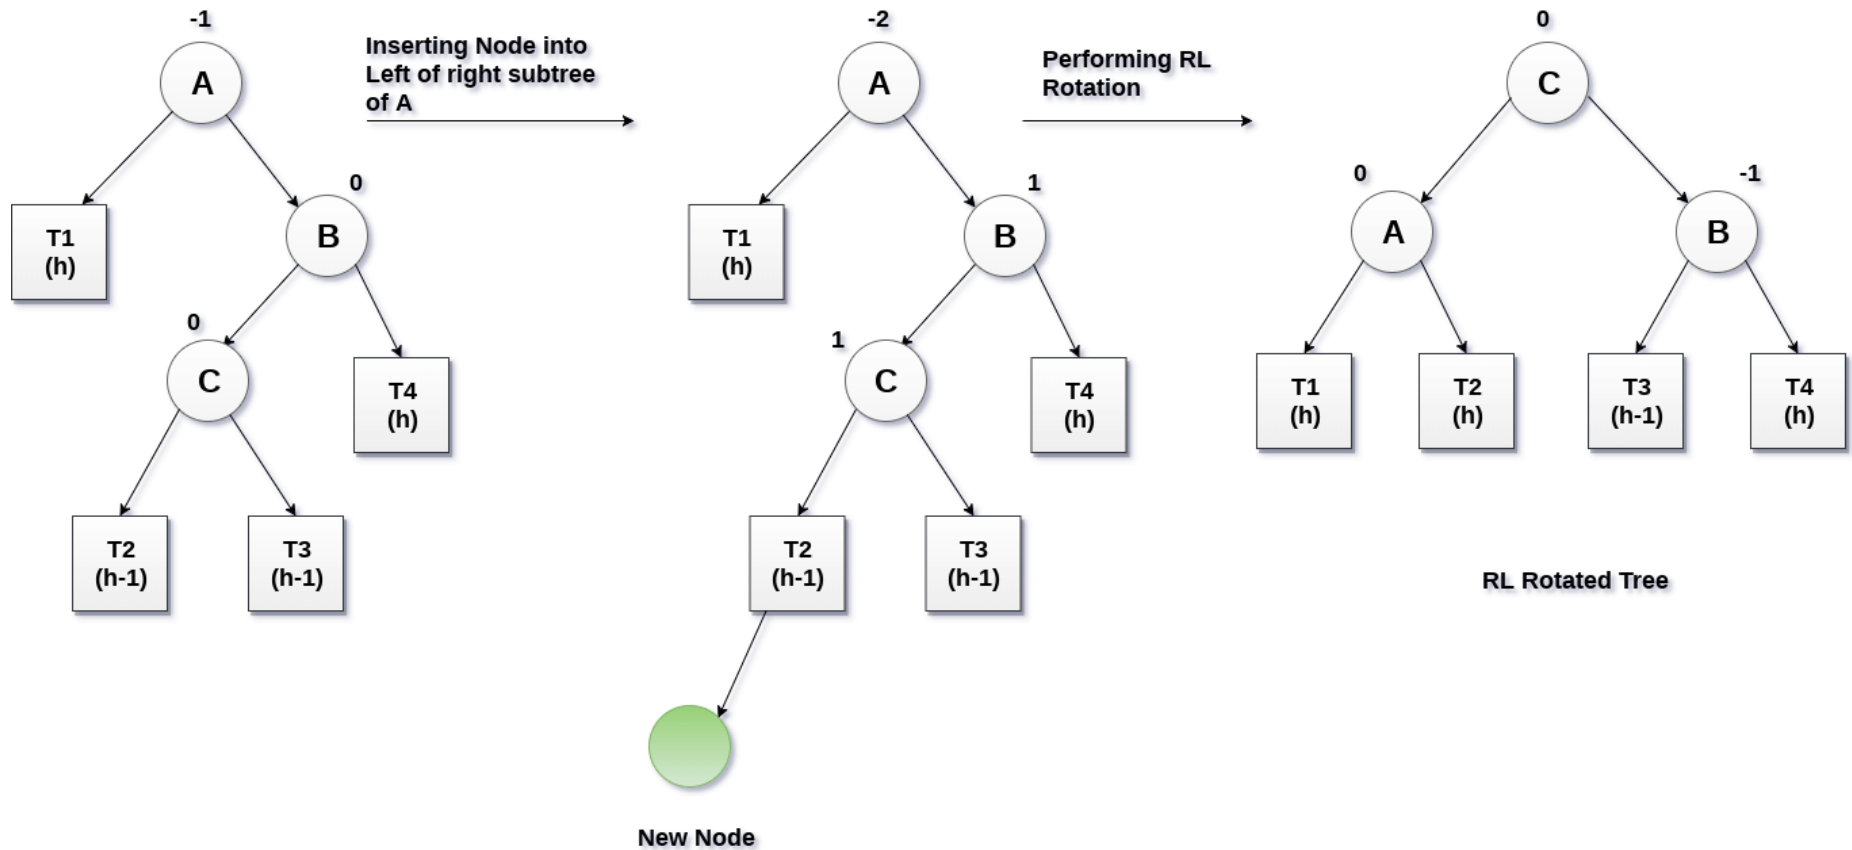 -1
A
Inserting Node into
Left of right subtree
of A
T1
(h)
0
B
0
C
T4
(h)
T2
(h-1)
T3
(h-1)
-2
A
Performing RL
Rotation
T1
(h)
1
B
1
C
T4
(h)
T2
(h-1)
T3
(h-1)
New Node
0
C
0
A
-1
B
T1
(h)
T2
(h)
T3
(h-1)
T4
(h)
RL Rotated Tree